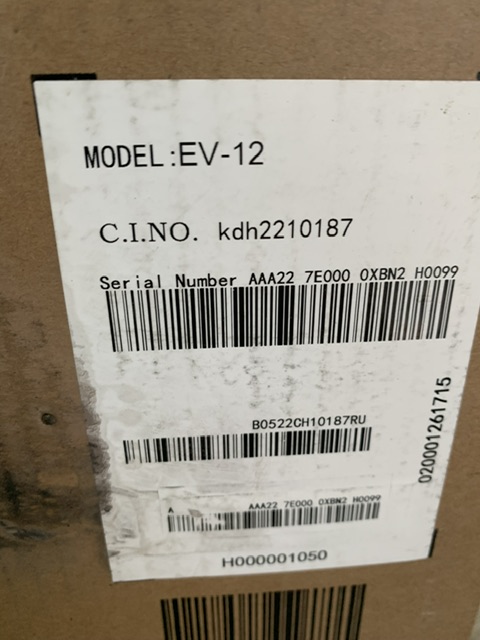 MODEL:EV-12
C.I.NO. kdh2210187
Serial Number AAA22 7E000 0XBN2 H0099
B0522CH10187RU
020001261715
A AAA22 7E000 0XBN2 H0099
H000001050